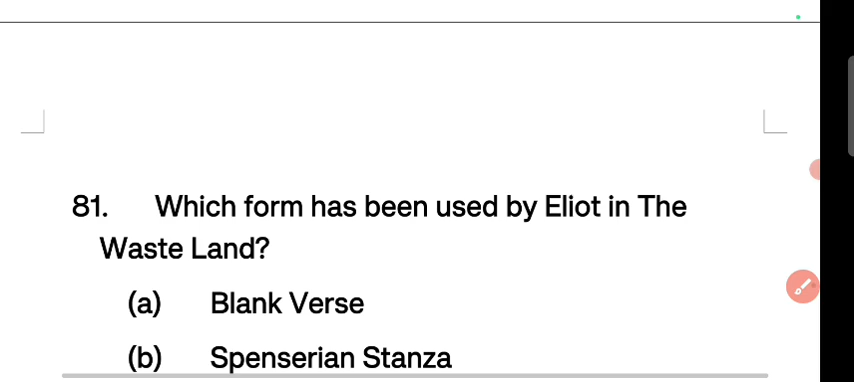 81. Which form has been used by Eliot in The
Waste Land?
(a) Blank Verse
(b) Spenserian Stanza